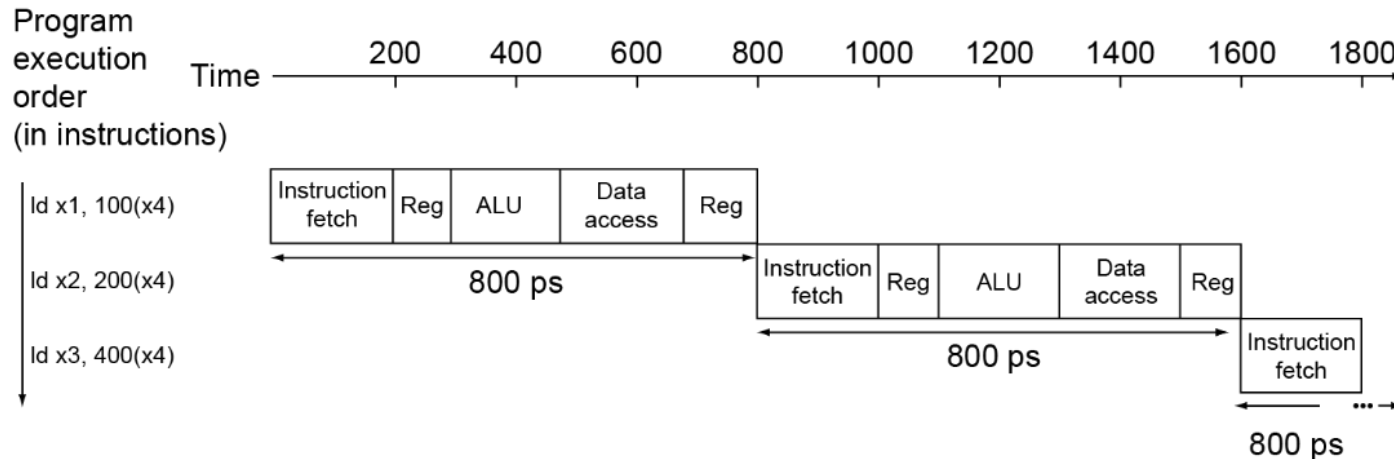 Program
execution
order
(in instructions)
Time
200 400 600 800 1000 1200 1400 1600 1800
ld x1, 100(x4)
Instruction
fetch
Reg
ALU
Data
access
Reg
800 ps
ld x2, 200(x4)
Instruction
fetch
Reg
ALU
Data
access
Reg
800 ps
ld x3, 400(x4)
Instruction
fetch
...
800 ps